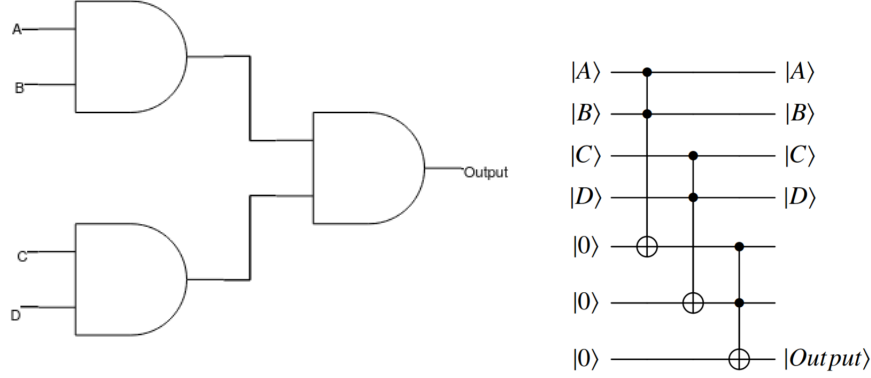 A
B
Output
C
D
|A⟩ |A⟩
|B⟩ |B⟩
|C⟩ |C⟩
|D⟩ |D⟩
|0⟩
|0⟩
|0⟩ |Output⟩